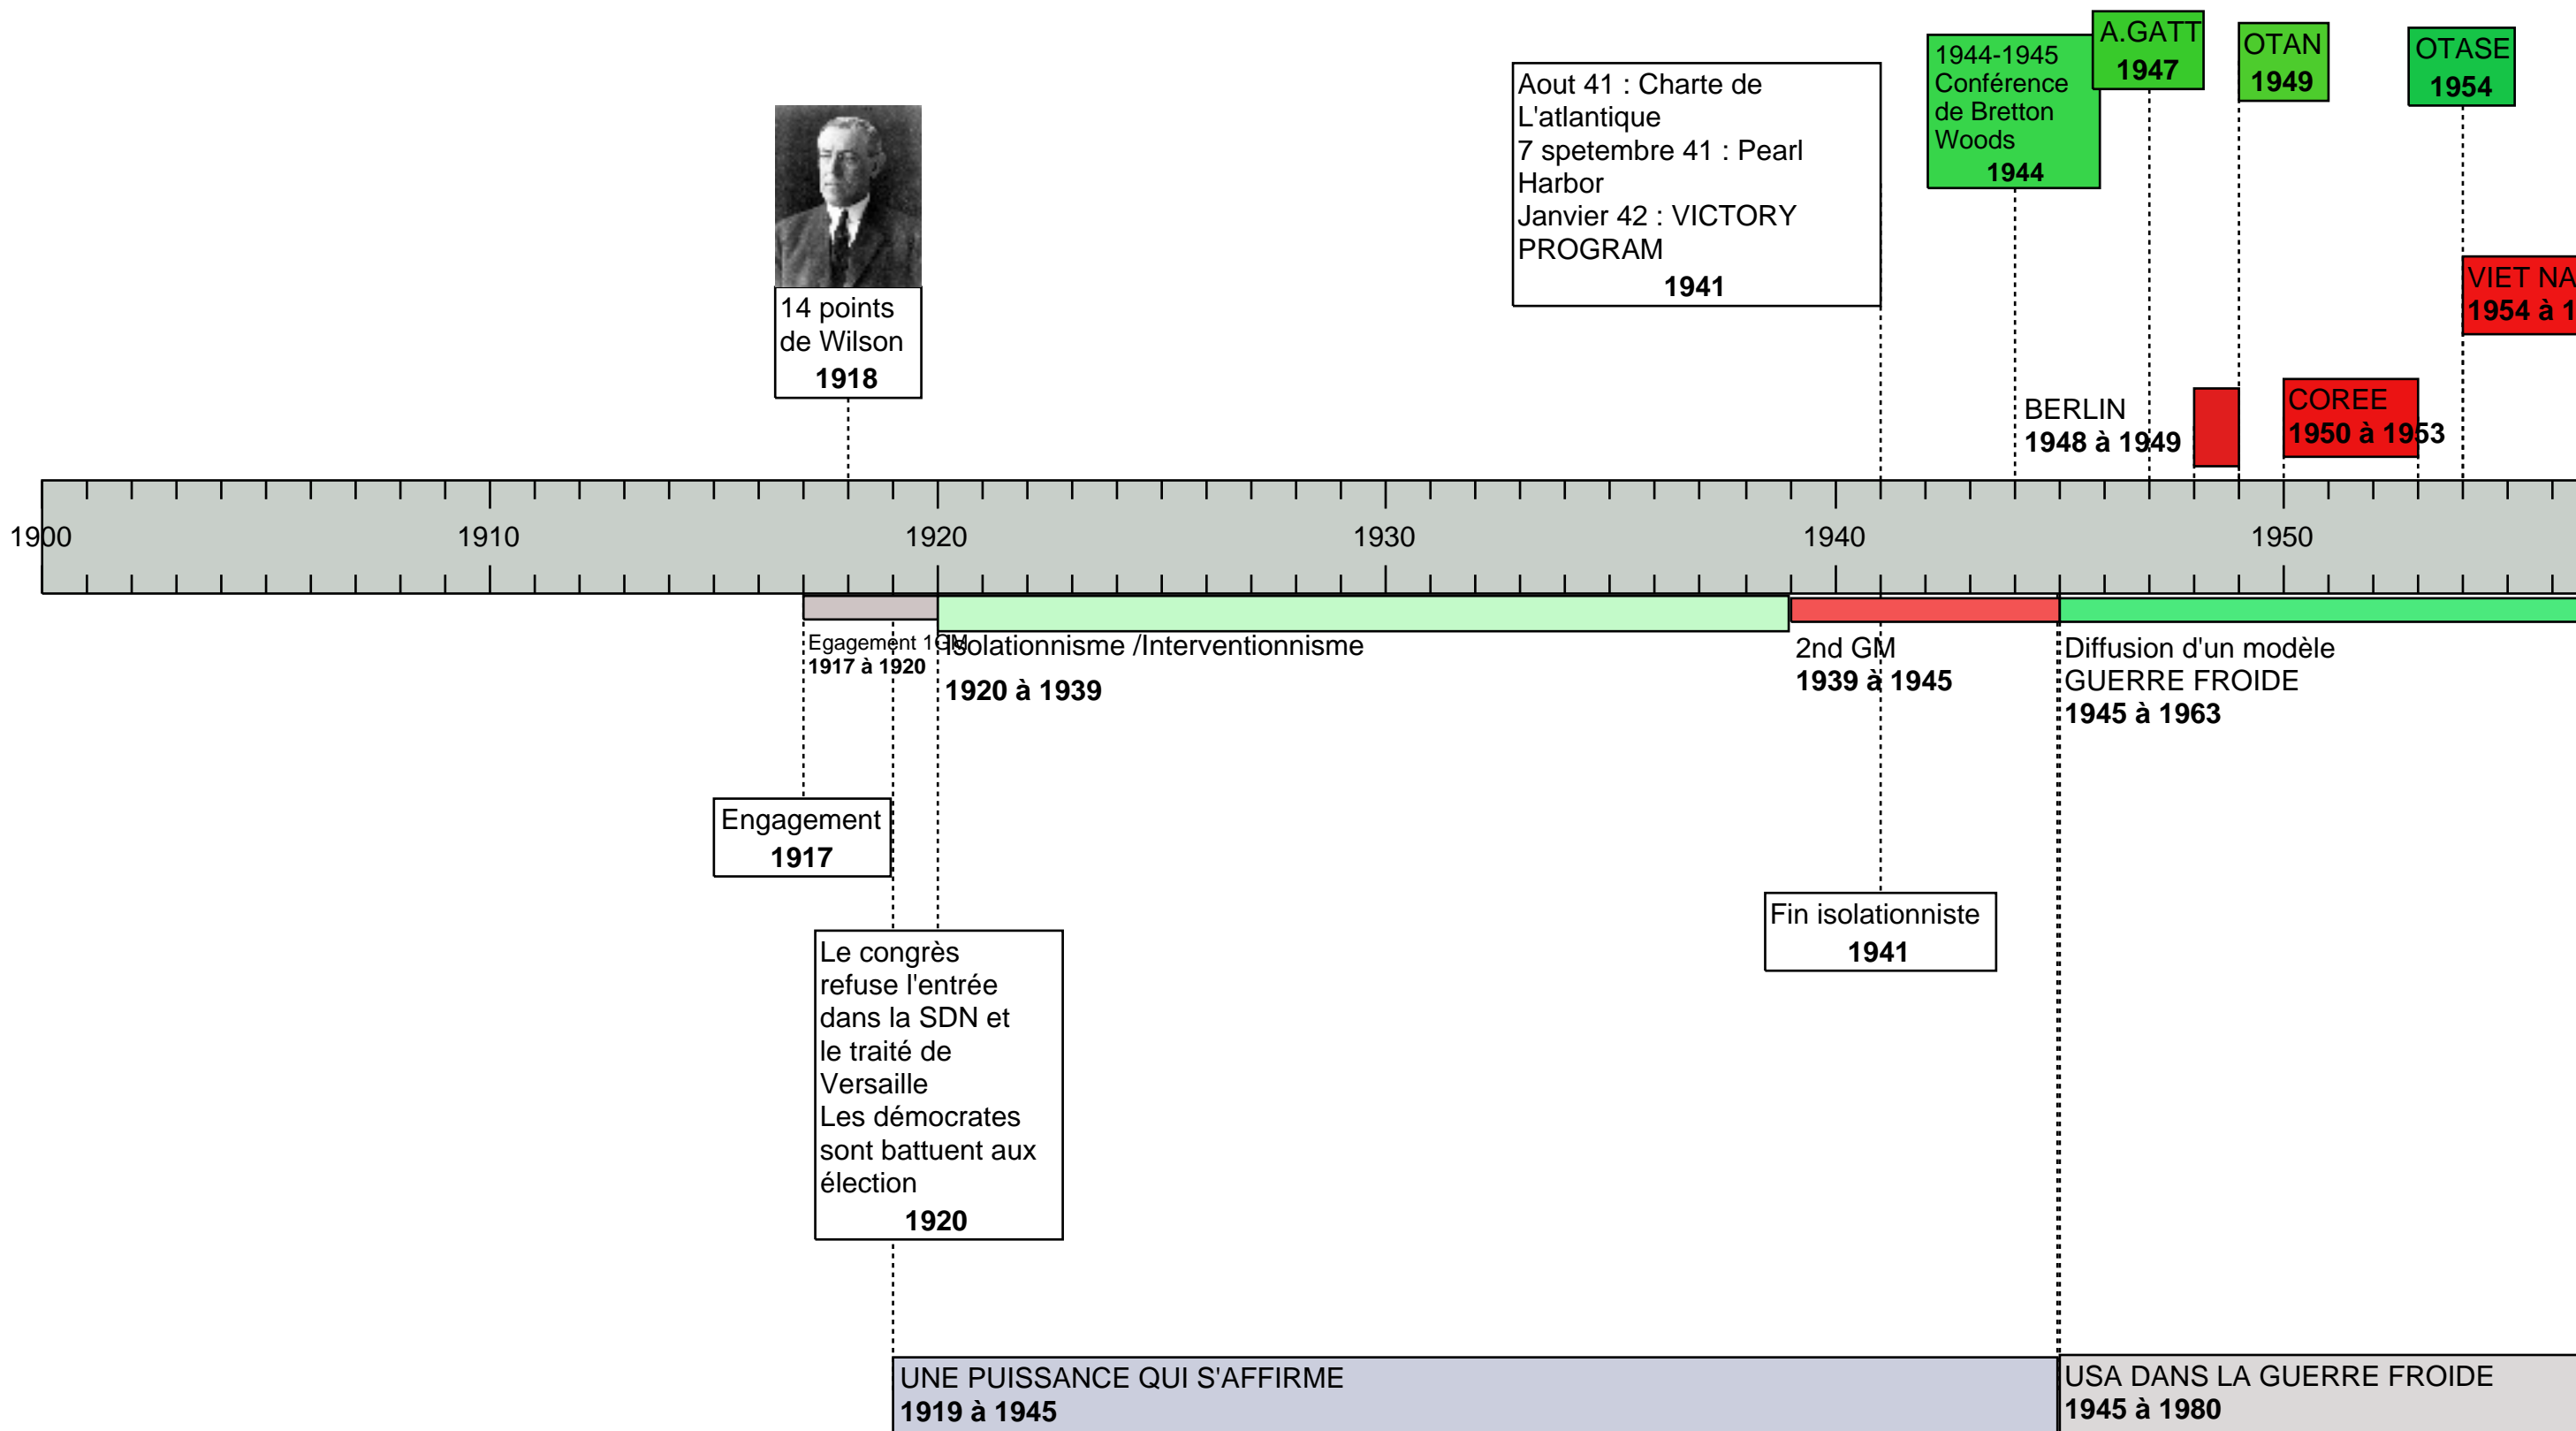 A.GATT
1947
OTAN
1949
OTASE
1954
1944-1945
Conférence
de Bretton
Woods
1944
Aout 41 : Charte de
L'atlantique
7 spetembre 41 : Pearl
Harbor
Janvier 42 : VICTORY
PROGRAM
1941
14 points
de Wilson
1918
VIET NA
1954 à 1
BERLIN
1948 à 1949
COREE
1950 à 1953
1900
1910
1920
1930
1940
1950
Egagement 1GM
1917 à 1920
Isolationnisme /Interventionnisme
1920 à 1939
2nd GM
1939 à 1945
Diffusion d'un modèle
GUERRE FROIDE
1945 à 1963
Engagement
1917
Fin isolationniste
1941
Le congrès
refuse l'entrée
dans la SDN et
le traité de
Versaille
Les démocrates
sont battuent aux
élection
1920
UNE PUISSANCE QUI S'AFFIRME
1919 à 1945
USA DANS LA GUERRE FROIDE
1945 à 1980